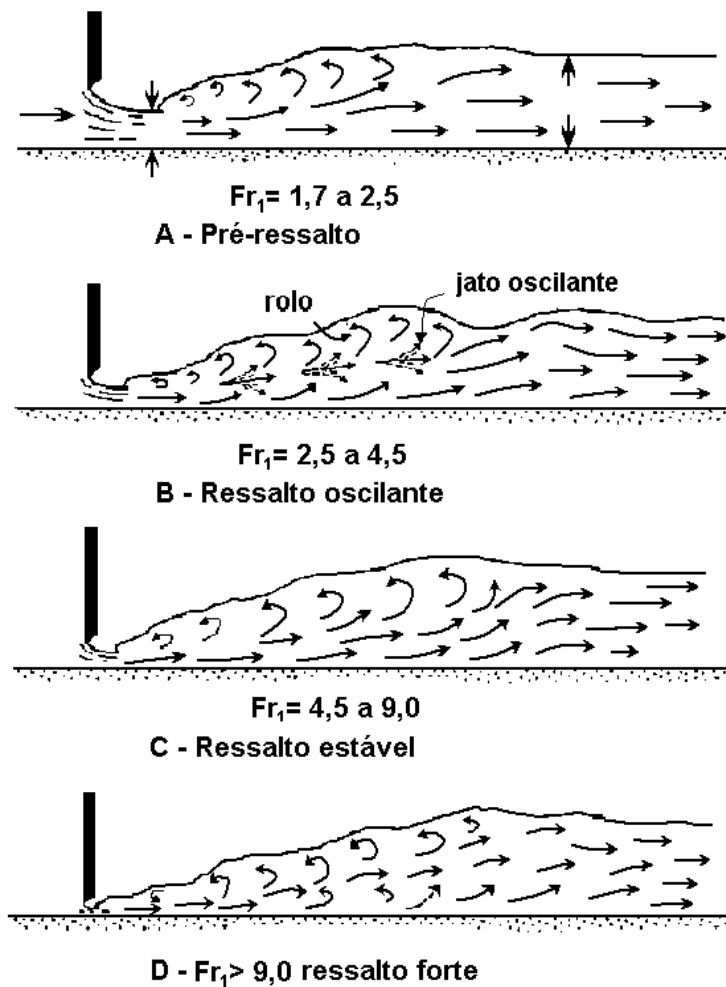 Fr₁= 1,7 a 2,5
A - Pré-ressalto
rolo
jato oscilante
Fr₁= 2,5 a 4,5
B - Ressalto oscilante
Fr₁= 4,5 a 9,0
C - Ressalto estável
D - Fr₁> 9,0 ressalto forte